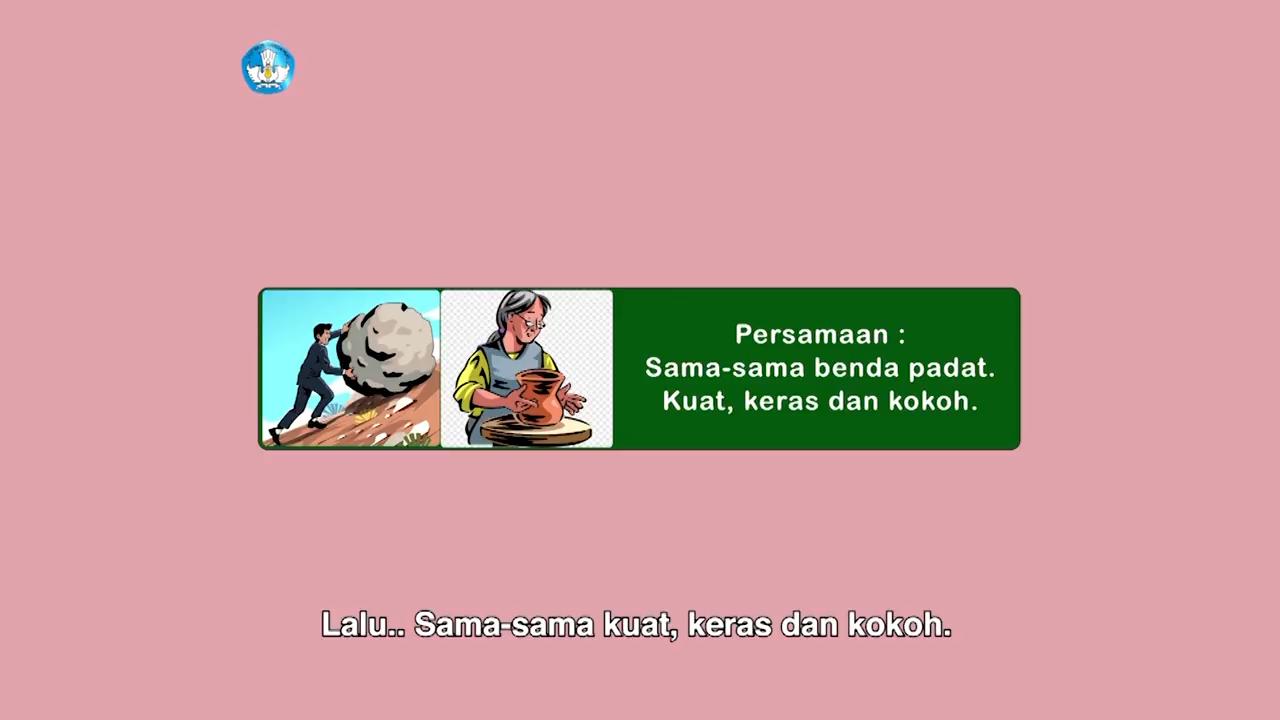 Persamaan :
Sama-sama benda padat.
Kuat, keras dan kokoh.
Lalu.. Sama-sama kuat, keras dan kokoh.